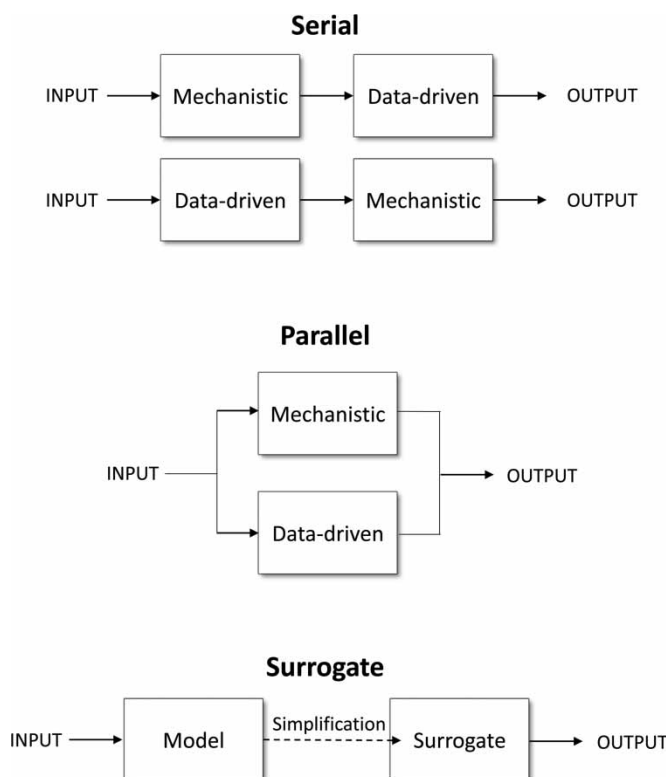 Serial
INPUT Mechanistic Data-driven OUTPUT
INPUT Data-driven Mechanistic OUTPUT
Parallel
Mechanistic
INPUT OUTPUT
Data-driven
Surrogate
Simplification
INPUT Model Surrogate OUTPUT